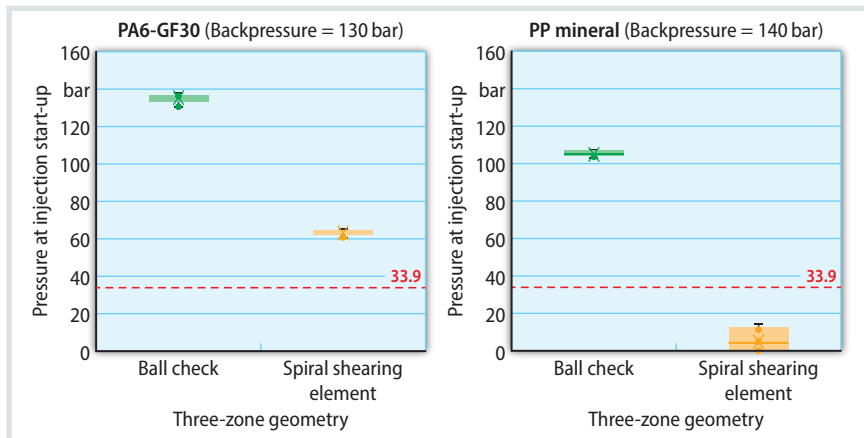 PA6-GF30 (Backpressure = 130 bar)
160
bar
120
100
80
60
40
20
0
Pressure at injection start-up
33.9
Ball check
Spiral shearing
element
Three-zone geometry
PP mineral (Backpressure = 140 bar)
160
bar
120
100
80
60
40
20
0
Pressure at injection start-up
33.9
Ball check
Spiral shearing
element
Three-zone geometry